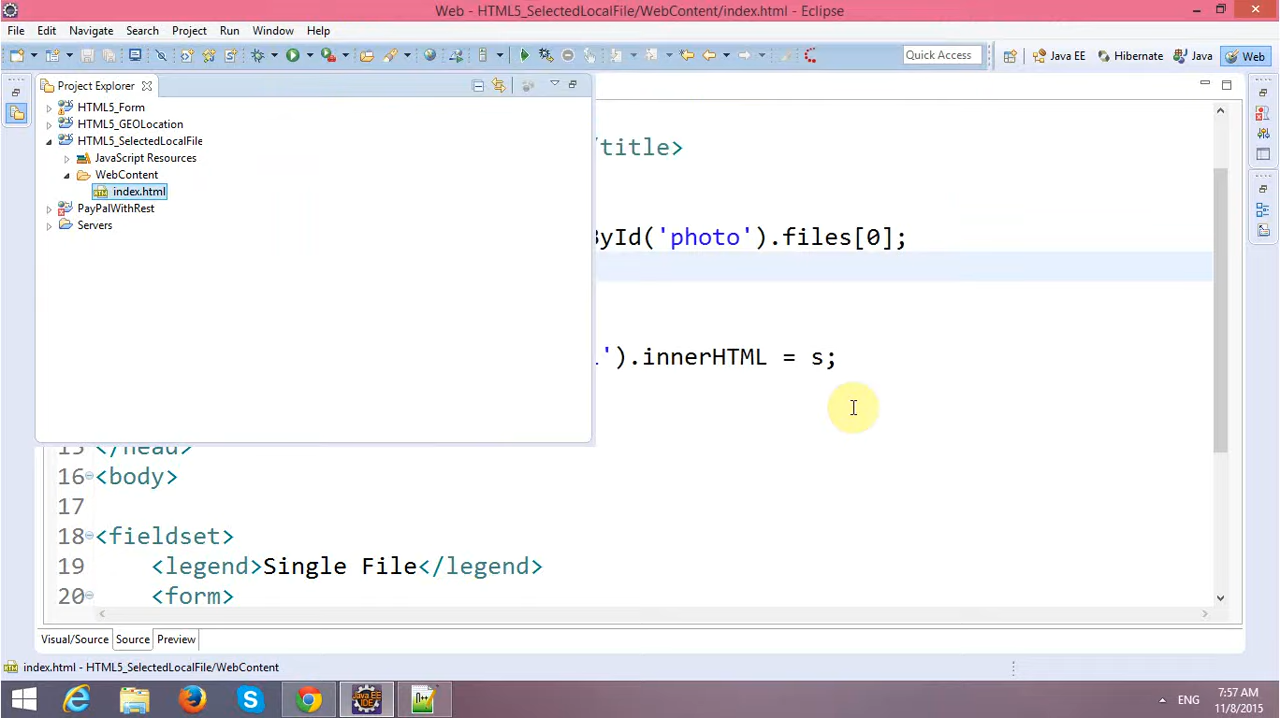 Web - HTML5_SelectedLocalFile/WebContent/index.html - Eclipse
File Edit Navigate Search Project Run Window Help
Quick Access Java EE Hibernate Java Web
Project Explorer
HTML5_Form
HTML5_GEOLocation
HTML5_SelectedLocalFile
JavaScript Resources
WebContent
index.html
PayPalWithRest
Servers
/title>
ById('photo').files[0];
').innerHTML = s;
15 </head>
16 <body>
17
18 <fieldset>
19 <legend>Single File</legend>
20 <form>
Visual/Source Source Preview
index.html - HTML5_SelectedLocalFile/WebContent
ENG
7:57 AM
11/8/2015